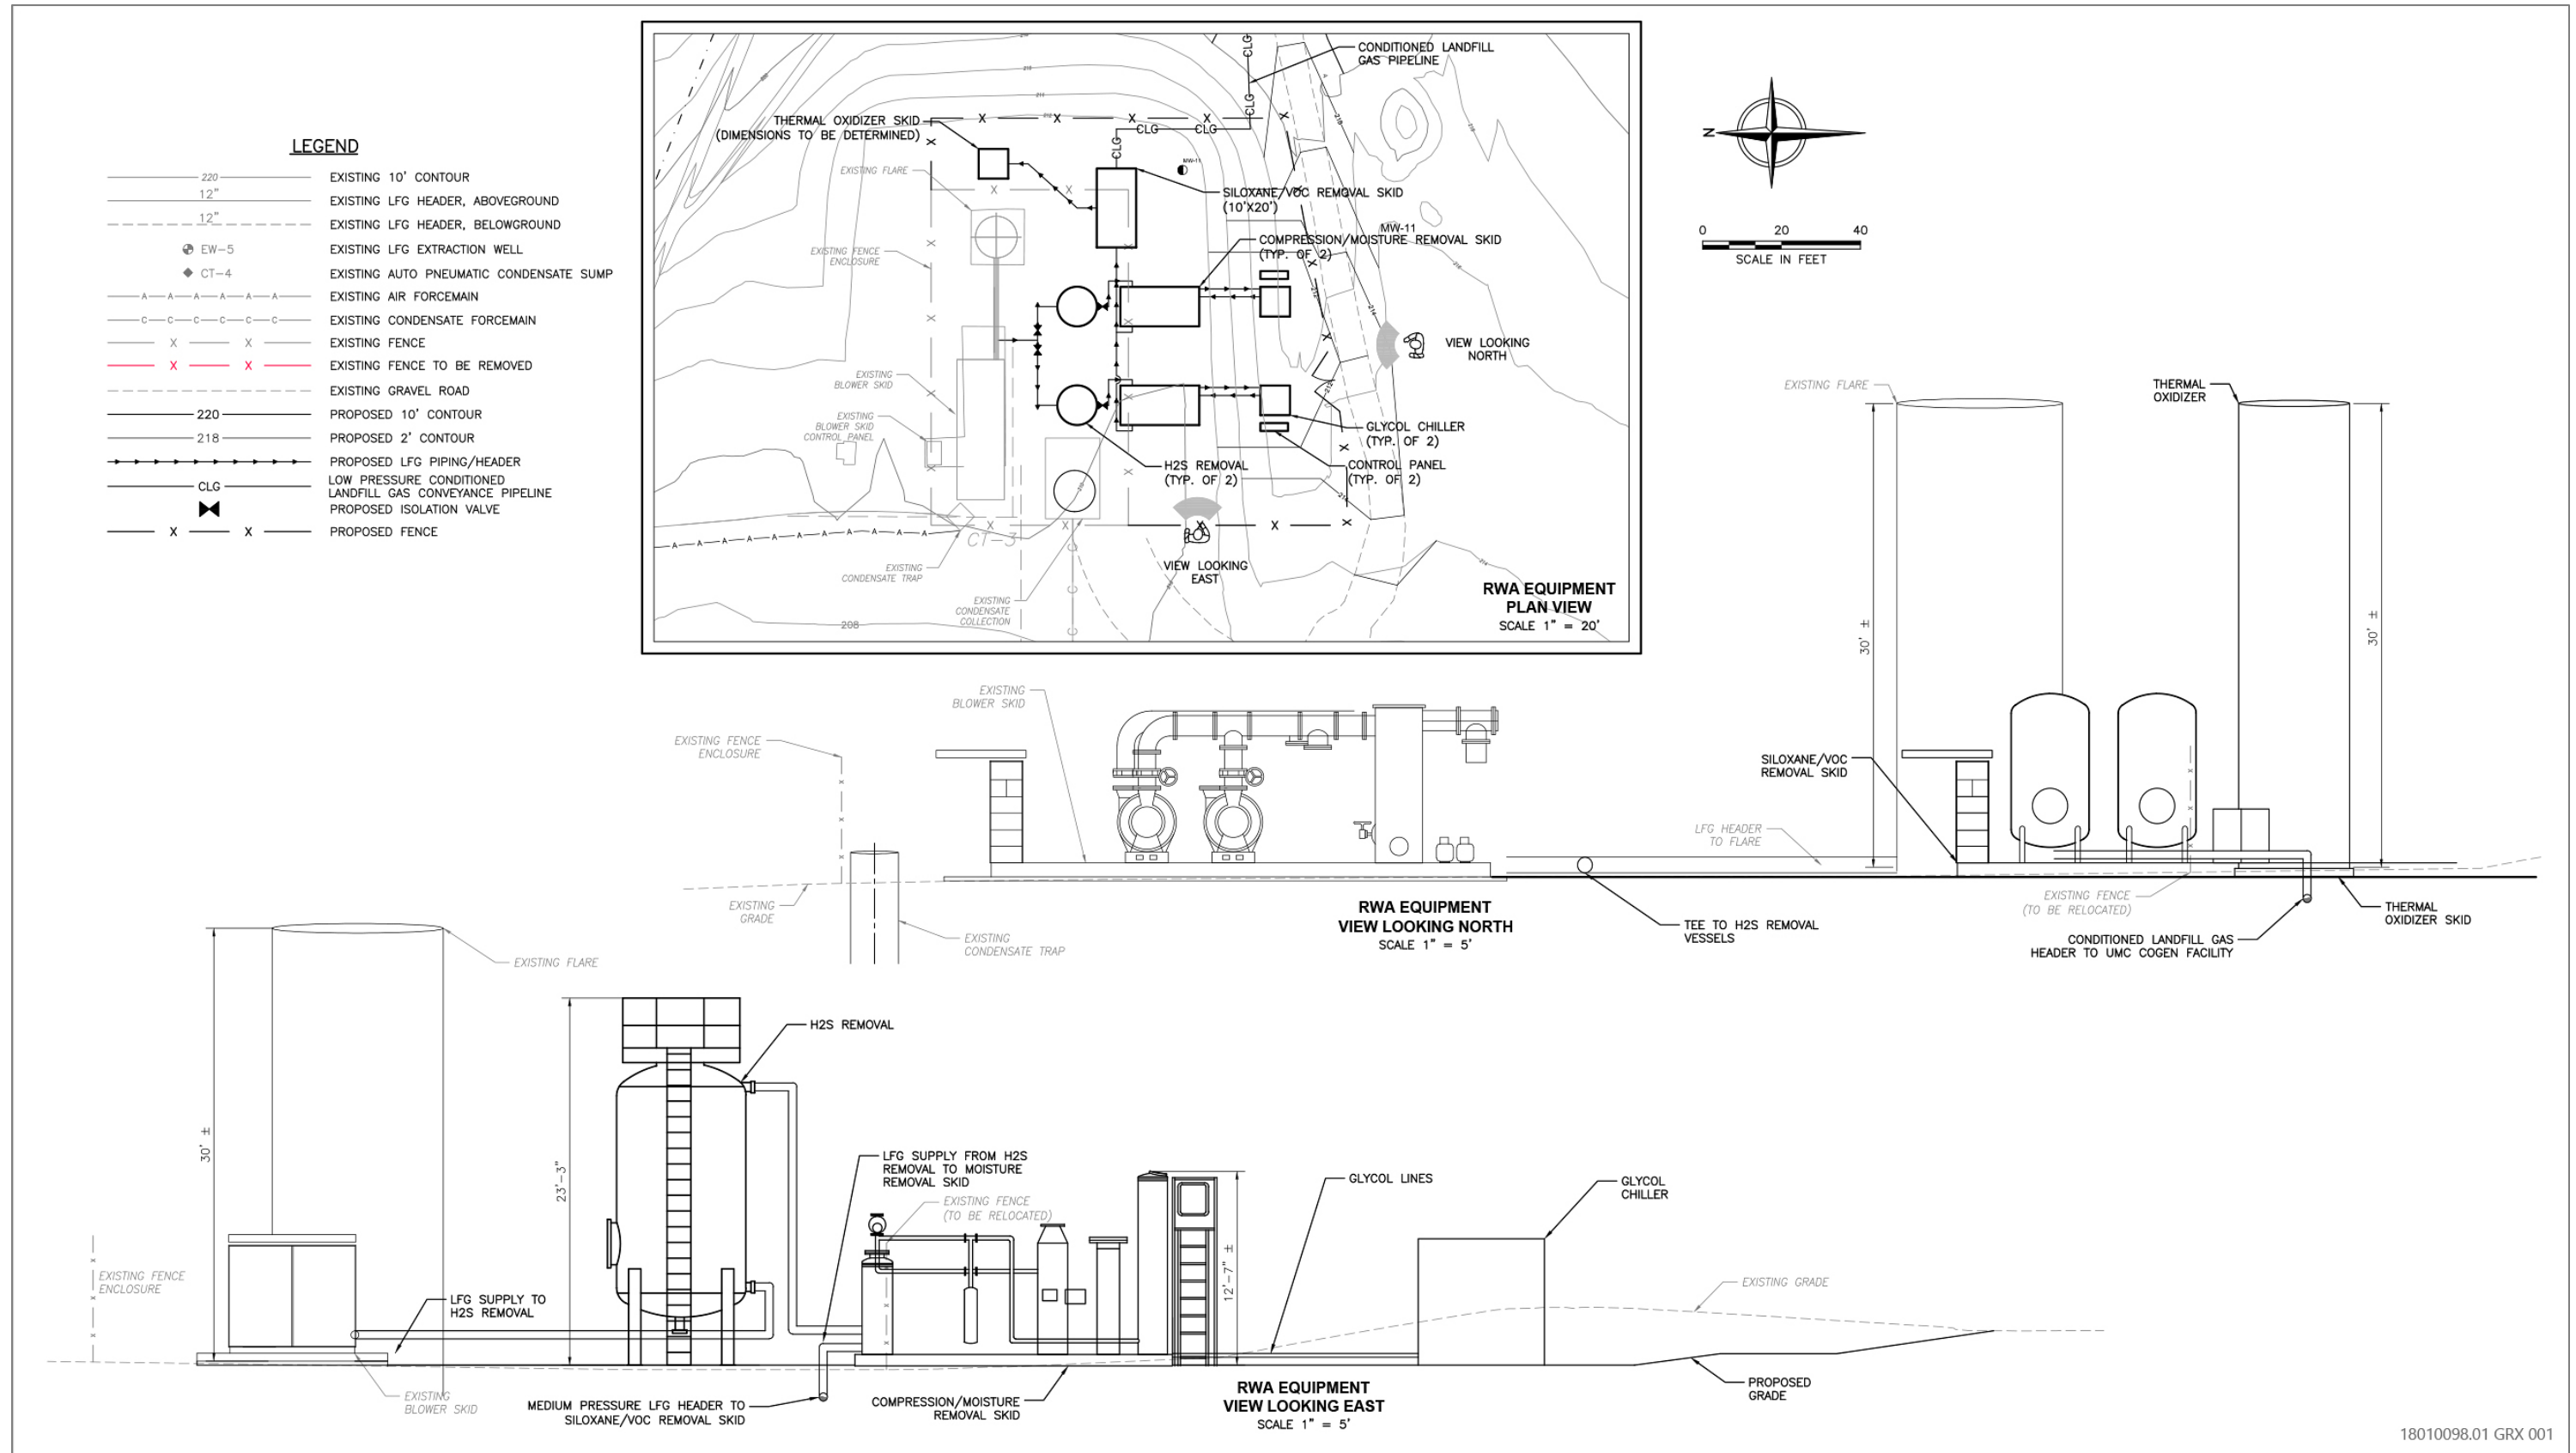 LEGEND
220
EXISTING 10' CONTOUR
12"
EXISTING LFG HEADER, ABOVEGROUND
12"
EXISTING LFG HEADER, BELOWGROUND
EW-5
EXISTING LFG EXTRACTION WELL
CT-4
EXISTING AUTO PNEUMATIC CONDENSATE SUMP
A A A A A A
EXISTING AIR FORCEMAIN
C C C C C C
EXISTING CONDENSATE FORCEMAIN
X X
EXISTING FENCE
X X
EXISTING FENCE TO BE REMOVED
EXISTING GRAVEL ROAD
220
PROPOSED 10' CONTOUR
218
PROPOSED 2' CONTOUR
PROPOSED LFG PIPING/HEADER
CLG
LOW PRESSURE CONDITIONED
LANDFILL GAS CONVEYANCE PIPELINE
PROPOSED ISOLATION VALVE
X X
PROPOSED FENCE
CONDITIONED LANDFILL
GAS PIPELINE
CLG
CLG
CLG
CLG
CLG
THERMAL OXIDIZER SKID
(DIMENSIONS TO BE DETERMINED)
EXISTING FLARE
MW-11
SILOXANE/VOC REMOVAL SKID
(10'X20')
MW-11
COMPRESSION/MOISTURE REMOVAL SKID
(TYP. OF 2)
EXISTING FENCE
ENCLOSURE
VIEW LOOKING
NORTH
EXISTING
BLOWER SKID
EXISTING
BLOWER SKID
CONTROL PANEL
GLYCOL CHILLER
(TYP. OF 2)
H2S REMOVAL
(TYP. OF 2)
CONTROL PANEL
(TYP. OF 2)
CT-3
EXISTING
CONDENSATE TRAP
VIEW LOOKING
EAST
EXISTING
CONDENSATE
COLLECTION
208
RWA EQUIPMENT
PLAN VIEW
SCALE 1" = 20'
N
0 20 40
SCALE IN FEET
EXISTING FLARE
THERMAL
OXIDIZER
30' ±
30' ±
EXISTING
BLOWER SKID
EXISTING FENCE
ENCLOSURE
SILOXANE/VOC
REMOVAL SKID
LFG HEADER
TO FLARE
EXISTING
GRADE
EXISTING
CONDENSATE TRAP
RWA EQUIPMENT
VIEW LOOKING NORTH
SCALE 1" = 5'
TEE TO H2S REMOVAL
VESSELS
EXISTING FENCE
(TO BE RELOCATED)
CONDITIONED LANDFILL GAS
HEADER TO UMC COGEN FACILITY
THERMAL
OXIDIZER SKID
EXISTING FLARE
H2S REMOVAL
30' ±
23'-3"
LFG SUPPLY FROM H2S
REMOVAL TO MOISTURE
REMOVAL SKID
EXISTING FENCE
(TO BE RELOCATED)
GLYCOL LINES
GLYCOL
CHILLER
12'-7" ±
EXISTING FENCE
ENCLOSURE
LFG SUPPLY TO
H2S REMOVAL
EXISTING GRADE
EXISTING
BLOWER SKID
MEDIUM PRESSURE LFG HEADER TO
SILOXANE/VOC REMOVAL SKID
COMPRESSION/MOISTURE
REMOVAL SKID
RWA EQUIPMENT
VIEW LOOKING EAST
SCALE 1" = 5'
PROPOSED
GRADE
18010098.01 GRX 001